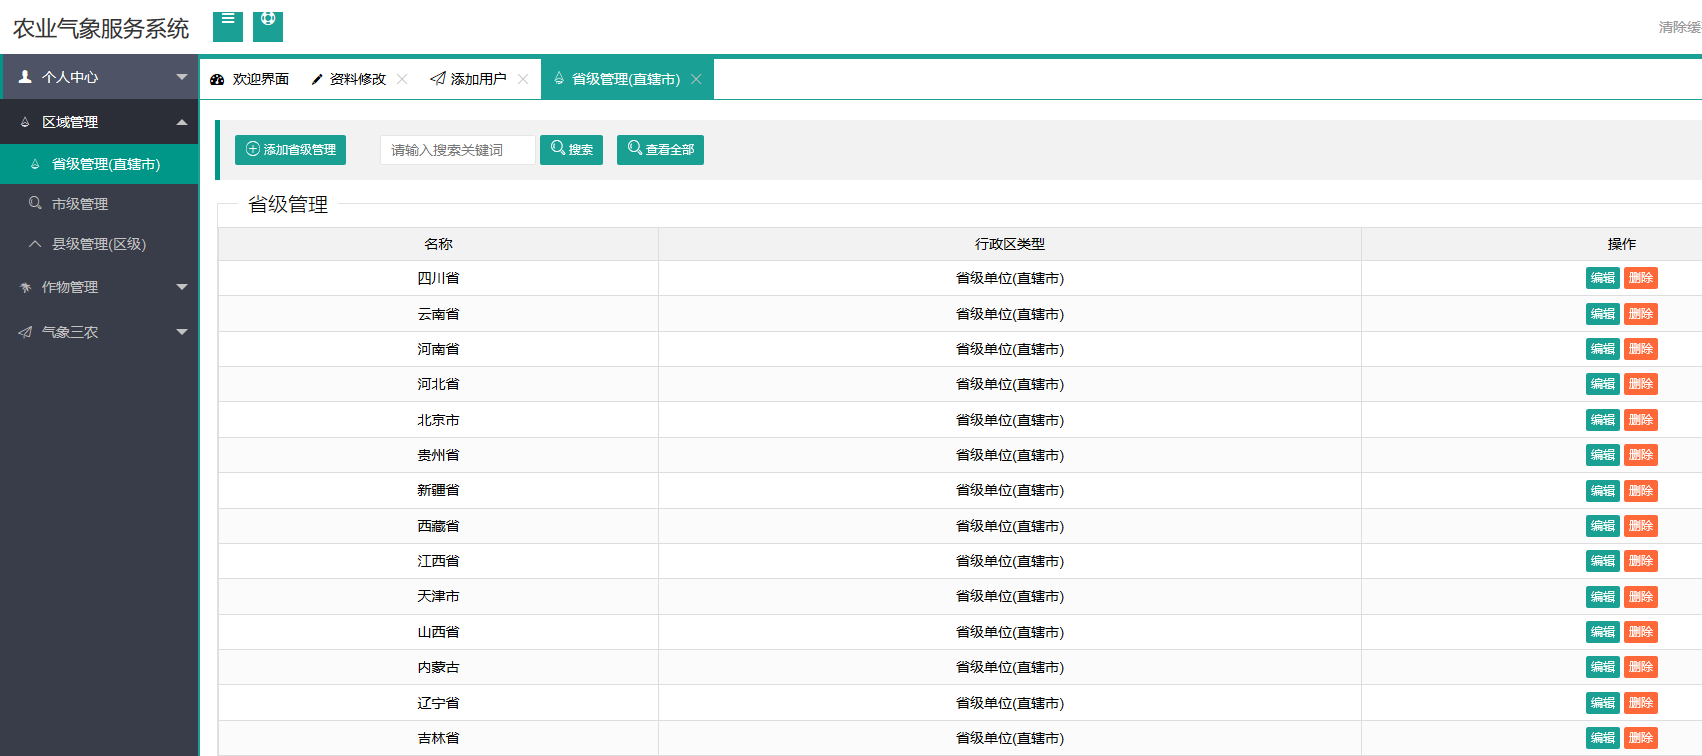 农业气象服务系统
清除缓
个人中心
区域管理
省级管理(直辖市)
市级管理
县级管理(区级)
作物管理
气象三农
欢迎界面 资料修改 添加用户 省级管理(直辖市)
添加省级管理 请输入搜索关键词 搜索 查看全部
省级管理
名称 行政区类型 操作
四川省 省级单位(直辖市) 编辑 删除
云南省 省级单位(直辖市) 编辑 删除
河南省 省级单位(直辖市) 编辑 删除
河北省 省级单位(直辖市) 编辑 删除
北京市 省级单位(直辖市) 编辑 删除
贵州省 省级单位(直辖市) 编辑 删除
新疆省 省级单位(直辖市) 编辑 删除
西藏省 省级单位(直辖市) 编辑 删除
江西省 省级单位(直辖市) 编辑 删除
天津市 省级单位(直辖市) 编辑 删除
山西省 省级单位(直辖市) 编辑 删除
内蒙古 省级单位(直辖市) 编辑 删除
辽宁省 省级单位(直辖市) 编辑 删除
吉林省 省级单位(直辖市) 编辑 删除